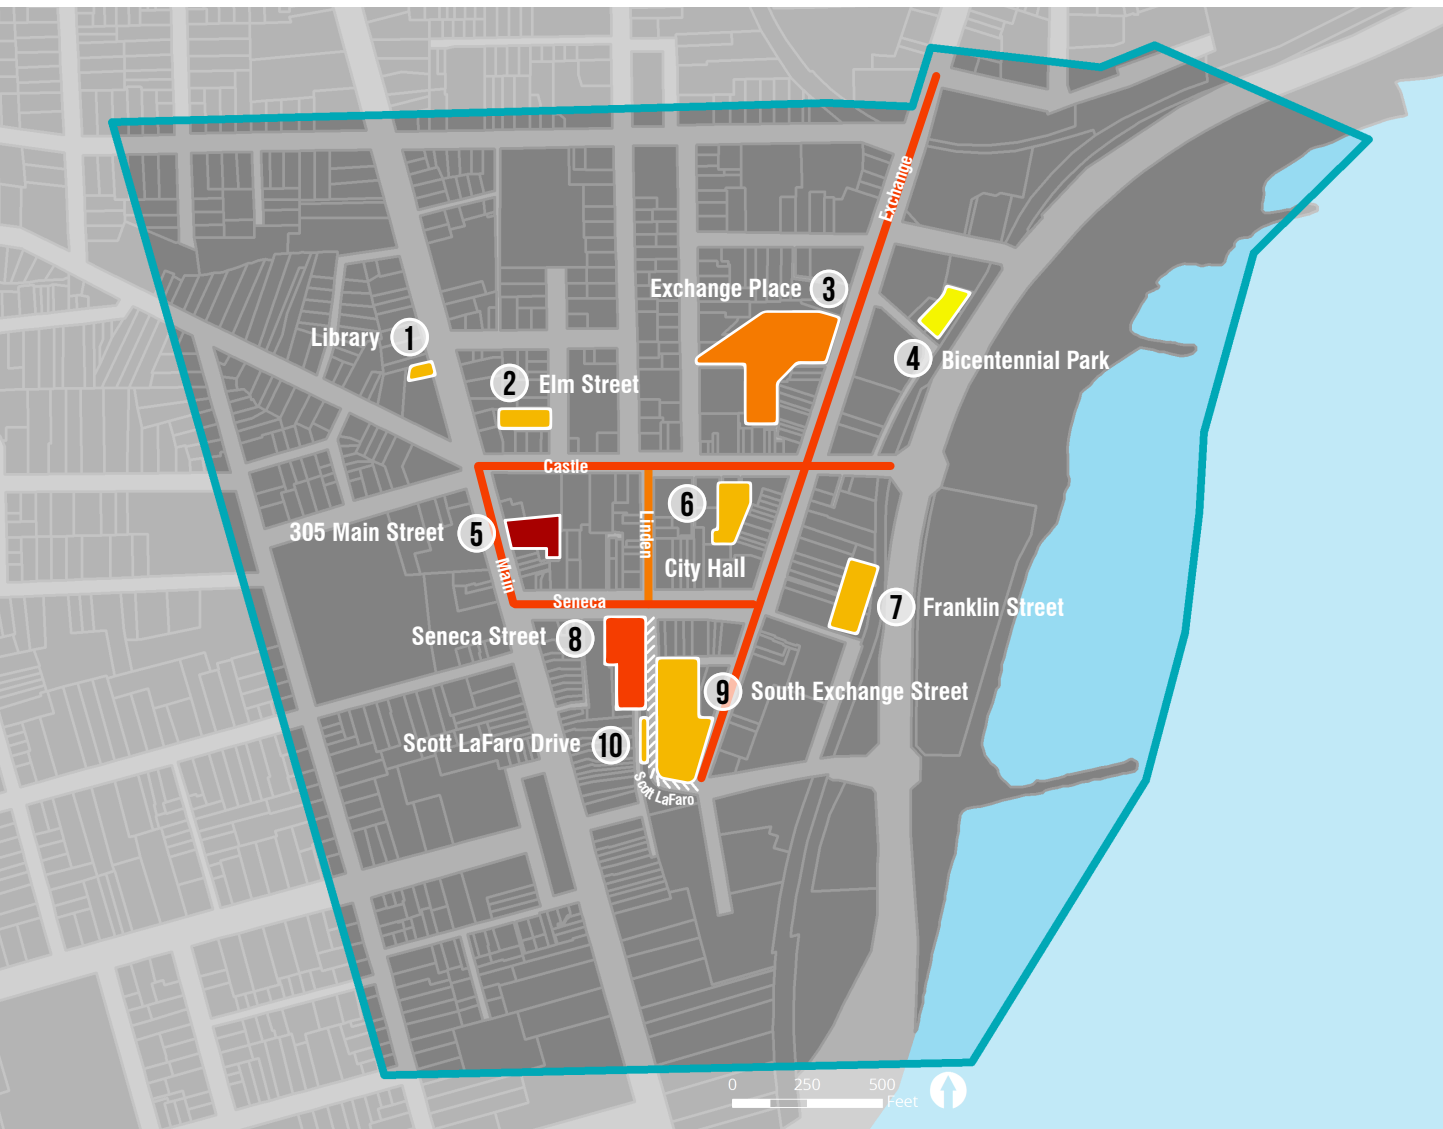 Exchange
Exchange Place 3
Library 1
4 Bicentennial Park
2 Elm Street
Castle
6
City Hall
305 Main Street 5
Linden
Main
Seneca
7 Franklin Street
Seneca Street 8
9 South Exchange Street
Scott LaFaro Drive 10
Scott LaFaro
0 250 500
Feet